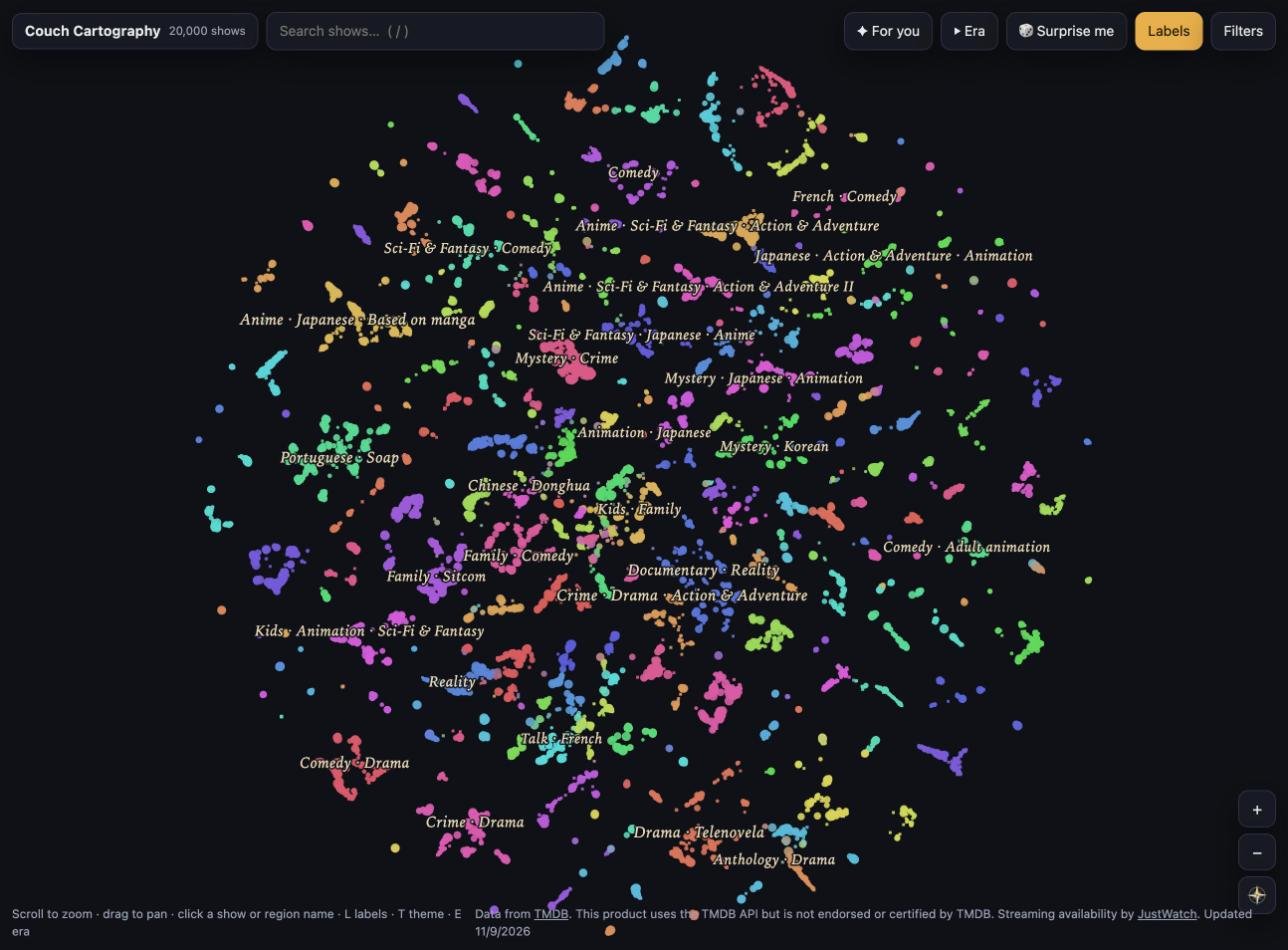 Couch Cartography 20,000 shows
Search shows... ( / )
✦ For you
▸ Era
🎲 Surprise me
Labels
Filters
Comedy
French · Comedy
Anime · Sci-Fi & Fantasy · Action & Adventure
Sci-Fi & Fantasy · Comedy
Japanese · Action & Adventure · Animation
Anime · Sci-Fi & Fantasy · Action & Adventure II
Anime · Japanese · Based on manga
Sci-Fi & Fantasy · Japanese · Anime
Mystery · Crime
Mystery · Japanese · Animation
Animation · Japanese
Mystery · Korean
Portuguese · Soap
Chinese · Donghua
Kids · Family
Comedy · Adult animation
Family · Comedy
Documentary · Reality
Family · Sitcom
Crime · Drama · Action & Adventure
Kids · Animation · Sci-Fi & Fantasy
Reality
Talk · French
Comedy · Drama
Crime · Drama
Drama · Telenovela
Anthology · Drama
+
−
Scroll to zoom · drag to pan · click a show or region name · L labels · T theme · E
era
Data from TMDB. This product uses the TMDB API but is not endorsed or certified by TMDB. Streaming availability by JustWatch. Updated
11/9/2026